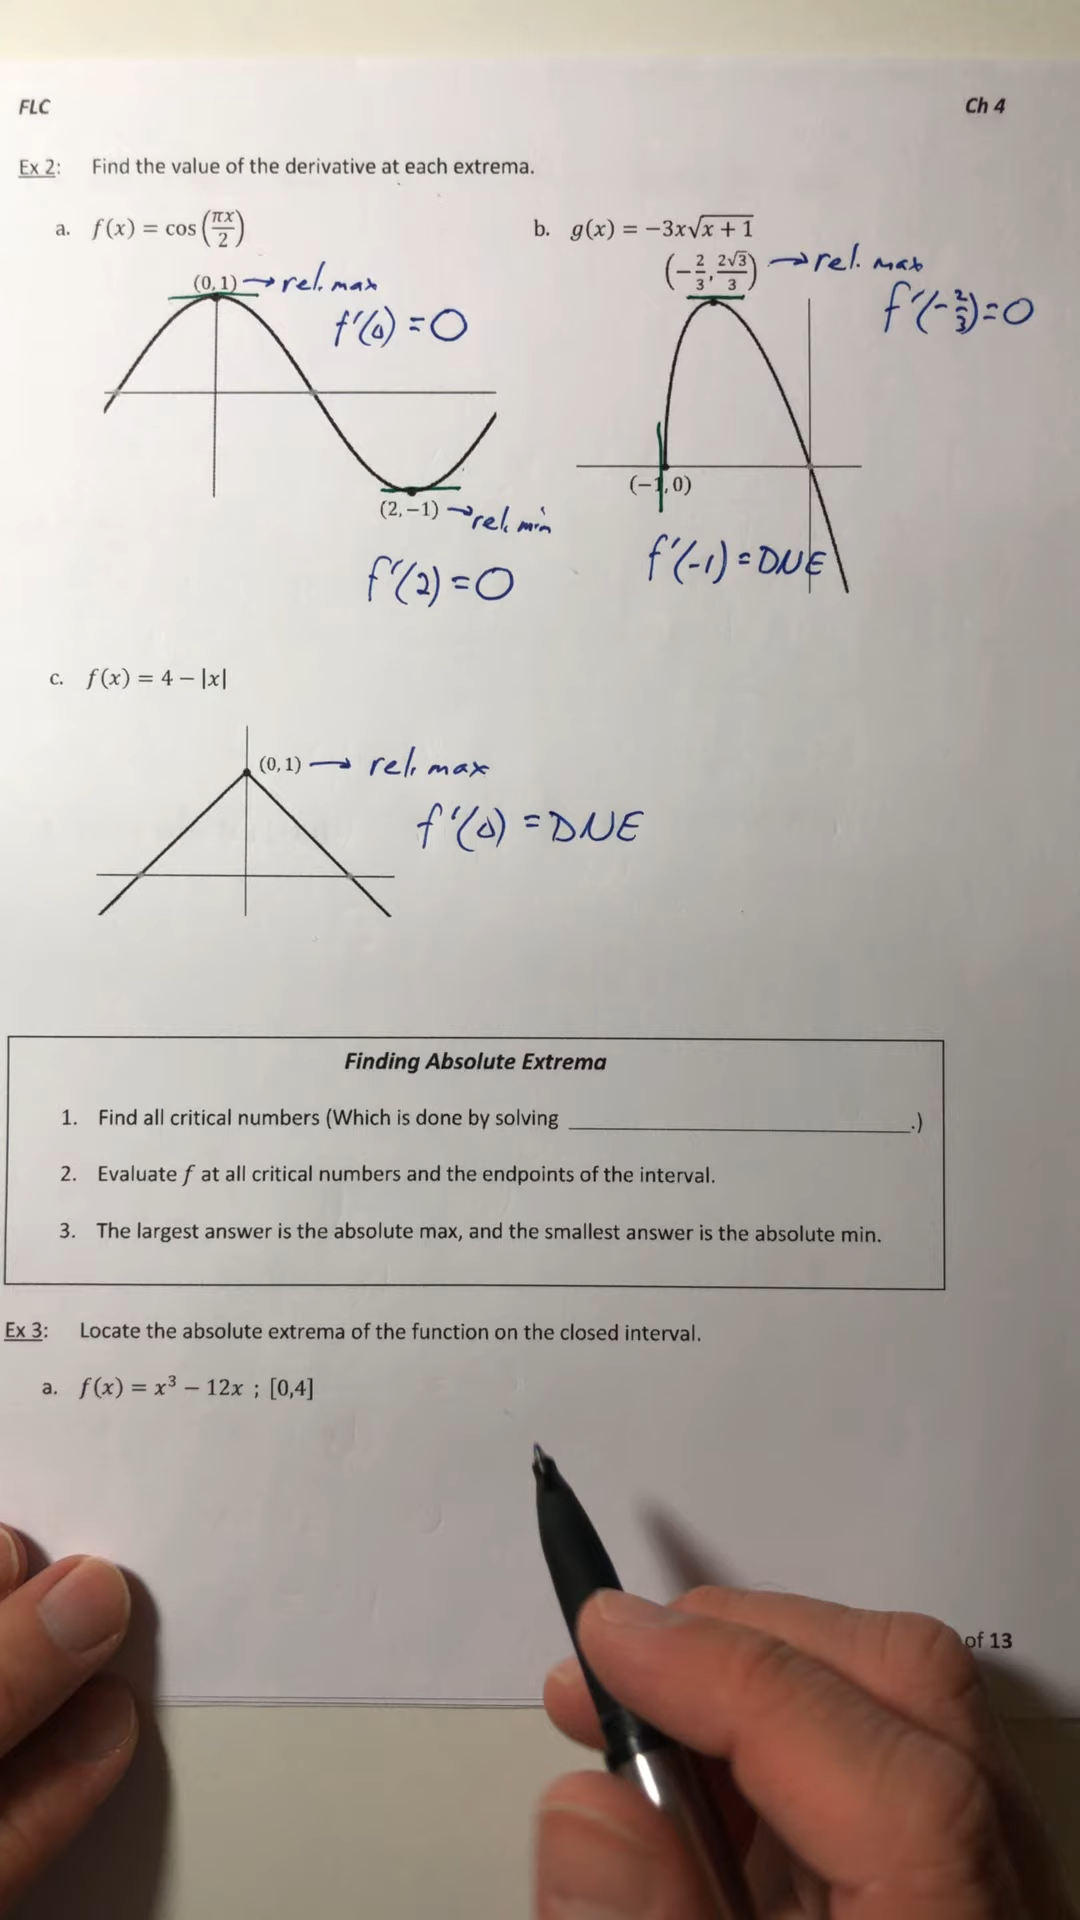 FLC Ch 4
Ex 2: Find the value of the derivative at each extrema.
a. f(x) = cos(πx/2)
(0,1) → rel. max
f'(0) = 0
(2,−1) → rel. min
f'(2) = 0
b. g(x) = −3x√(x + 1)
(−2/3, 2√3/3) → rel. max
f'(-2/3) = 0
(−1,0)
f'(-1) = DNE
c. f(x) = 4 − |x|
(0,1) → rel. max
f'(0) = DNE
Finding Absolute Extrema
1. Find all critical numbers (Which is done by solving ______________________.)
2. Evaluate f at all critical numbers and the endpoints of the interval.
3. The largest answer is the absolute max, and the smallest answer is the absolute min.
Ex 3: Locate the absolute extrema of the function on the closed interval.
a. f(x) = x³ − 12x ; [0,4]
of 13